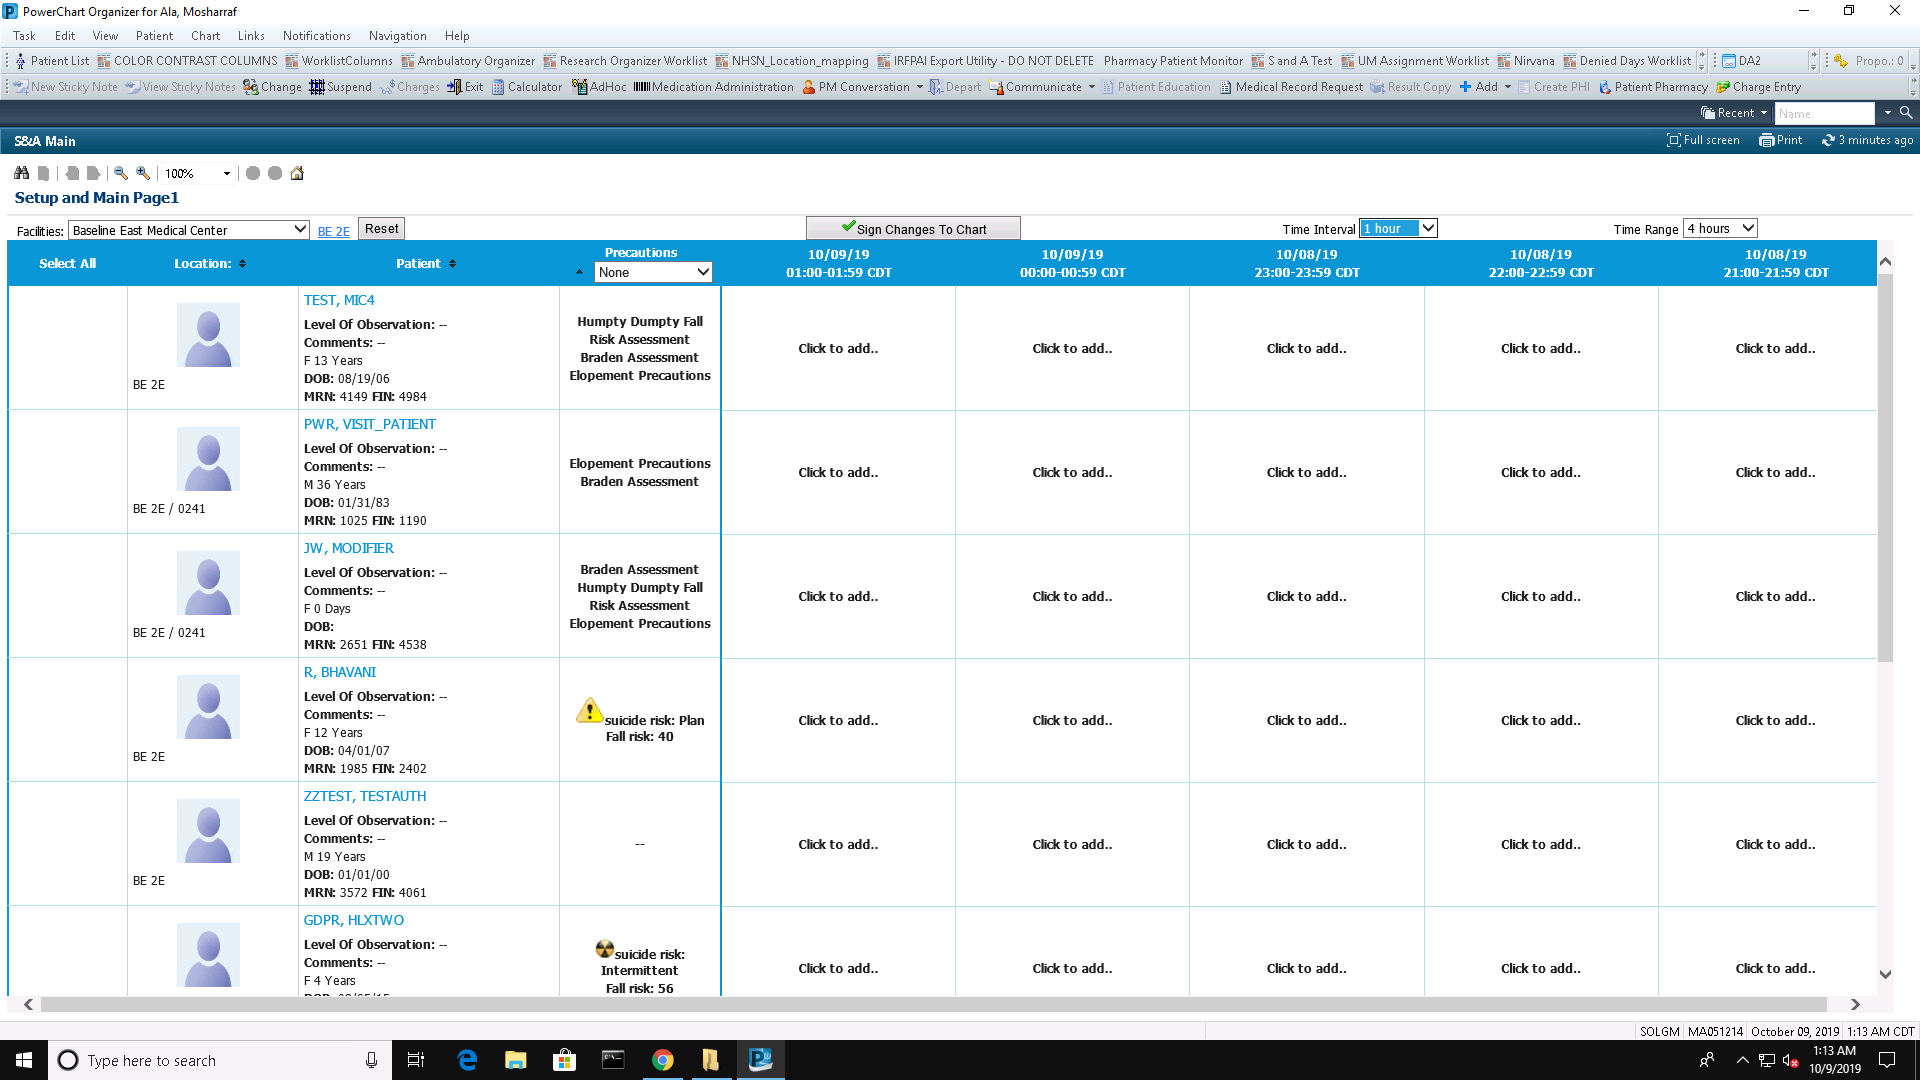 PowerChart Organizer for Ala, Mosharraf
Task Edit View Patient Chart Links Notifications Navigation Help
Patient List COLOR CONTRAST COLUMNS WorklistColumns Ambulatory Organizer Research Organizer Worklist NHSN_Location_mapping IRFPAI Export Utility - DO NOT DELETE Pharmacy Patient Monitor S and A Test UM Assignment Worklist Nirvana Denied Days Worklist DA2 Propo.: 0
New Sticky Note View Sticky Notes Change Suspend Charges Exit Calculator AdHoc Medication Administration PM Conversation Depart Communicate Patient Education Medical Record Request Result Copy Add Create PHI Patient Pharmacy Charge Entry
Recent Name
S&A Main Full screen Print 3 minutes ago
100%
Setup and Main Page1
Facilities: Baseline East Medical Center BE 2E Reset Sign Changes To Chart Time Interval 1 hour Time Range 4 hours
Select All Location: Patient Precautions None
10/09/19 01:00-01:59 CDT
10/09/19 00:00-00:59 CDT
10/08/19 23:00-23:59 CDT
10/08/19 22:00-22:59 CDT
10/08/19 21:00-21:59 CDT
BE 2E
TEST, MIC4
Level Of Observation: --
Comments: --
F 13 Years
DOB: 08/19/06
MRN: 4149 FIN: 4984
Humpty Dumpty Fall
Risk Assessment
Braden Assessment
Elopement Precautions
Click to add.. Click to add.. Click to add.. Click to add.. Click to add..
BE 2E / 0241
PWR, VISIT_PATIENT
Level Of Observation: --
Comments: --
M 36 Years
DOB: 01/31/83
MRN: 1025 FIN: 1190
Elopement Precautions
Braden Assessment
Click to add.. Click to add.. Click to add.. Click to add.. Click to add..
BE 2E / 0241
JW, MODIFIER
Level Of Observation: --
Comments: --
F 0 Days
DOB:
MRN: 2651 FIN: 4538
Braden Assessment
Humpty Dumpty Fall
Risk Assessment
Elopement Precautions
Click to add.. Click to add.. Click to add.. Click to add.. Click to add..
BE 2E
R, BHAVANI
Level Of Observation: --
Comments: --
F 12 Years
DOB: 04/01/07
MRN: 1985 FIN: 2402
suicide risk: Plan
Fall risk: 40
Click to add.. Click to add.. Click to add.. Click to add.. Click to add..
BE 2E
ZZTEST, TESTAUTH
Level Of Observation: --
Comments: --
M 19 Years
DOB: 01/01/00
MRN: 3572 FIN: 4061
--
Click to add.. Click to add.. Click to add.. Click to add.. Click to add..
GDPR, HLXTWO
Level Of Observation: --
Comments: --
F 4 Years
suicide risk:
Intermittent
Fall risk: 56
Click to add.. Click to add.. Click to add.. Click to add.. Click to add..
SOLGM MA051214 October 09, 2019 1:13 AM CDT
Type here to search
1:13 AM
10/9/2019